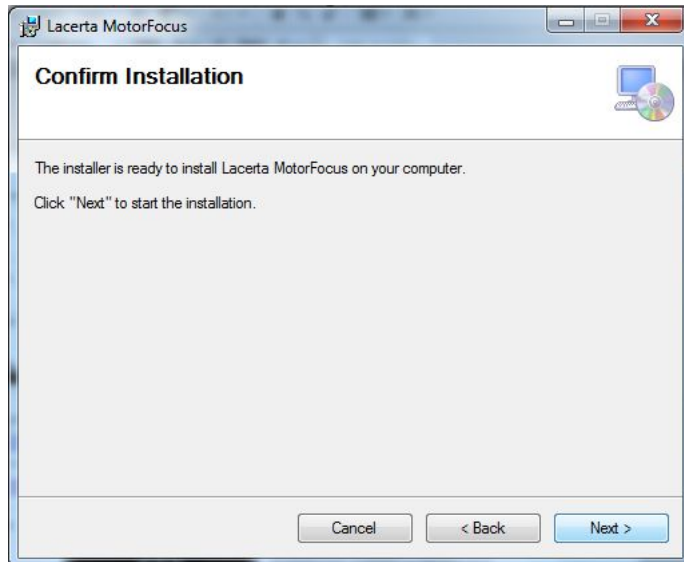 Lacerta MotorFocus
Confirm Installation
The installer is ready to install Lacerta MotorFocus on your computer.
Click "Next" to start the installation.
Cancel
< Back
Next >